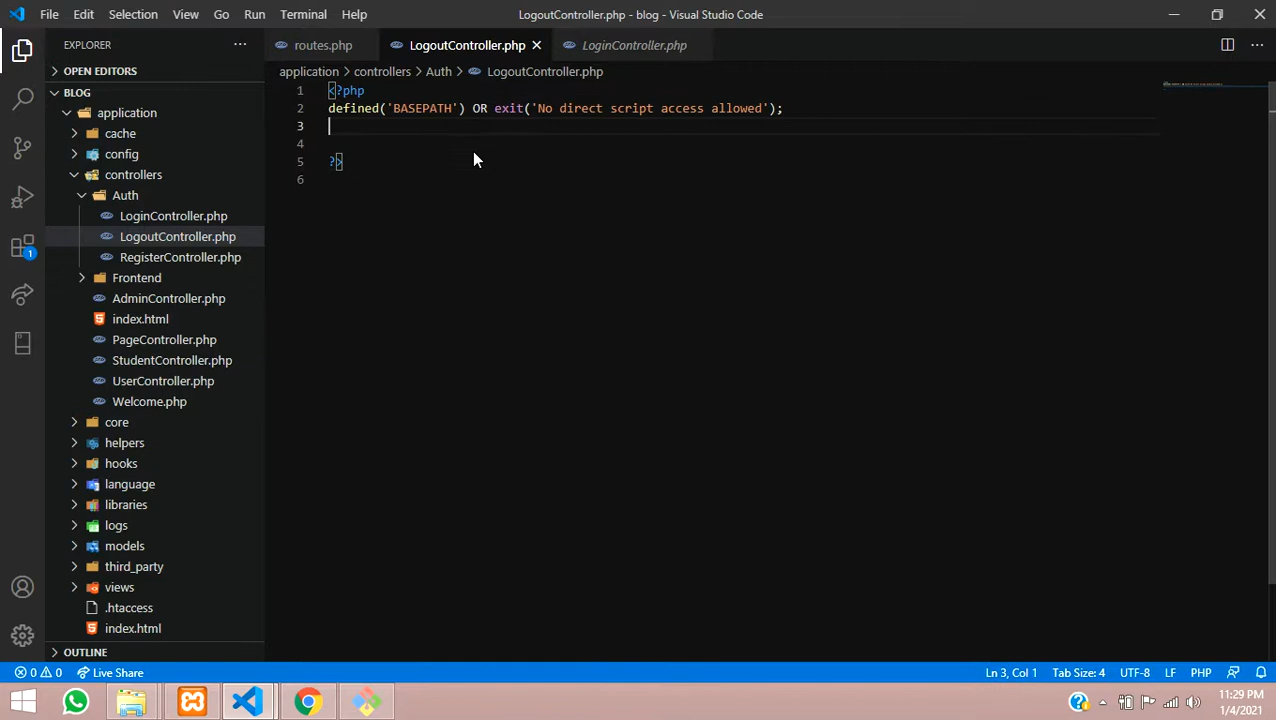 File Edit Selection View Go Run Terminal Help LogoutController.php - blog - Visual Studio Code
EXPLORER
routes.php LogoutController.php LoginController.php
OPEN EDITORS
application controllers Auth LogoutController.php
BLOG
application
cache
config
controllers
Auth
LoginController.php
LogoutController.php
RegisterController.php
Frontend
AdminController.php
index.html
PageController.php
StudentController.php
UserController.php
Welcome.php
core
helpers
hooks
language
libraries
logs
models
third_party
views
.htaccess
index.html
OUTLINE
1 <?php
2 defined('BASEPATH') OR exit('No direct script access allowed');
3
4
5 ?>
6
1
0 0 Live Share Ln 3, Col 1 Tab Size: 4 UTF-8 LF PHP
11:29 PM
1/4/2021